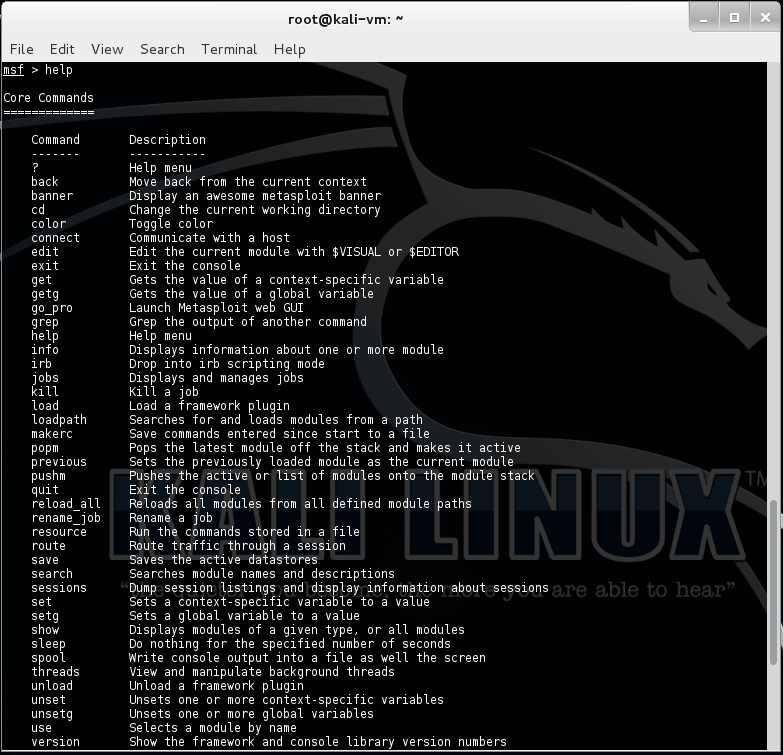 root@kali-vm: ~
File Edit View Search Terminal Help
msf > help
Core Commands
=============
Command Description
------- -----------
? Help menu
back Move back from the current context
banner Display an awesome metasploit banner
cd Change the current working directory
color Toggle color
connect Communicate with a host
edit Edit the current module with $VISUAL or $EDITOR
exit Exit the console
get Gets the value of a context-specific variable
getg Gets the value of a global variable
go_pro Launch Metasploit web GUI
grep Grep the output of another command
help Help menu
info Displays information about one or more module
irb Drop into irb scripting mode
jobs Displays and manages jobs
kill Kill a job
load Load a framework plugin
loadpath Searches for and loads modules from a path
makerc Save commands entered since start to a file
popm Pops the latest module off the stack and makes it active
previous Sets the previously loaded module as the current module
pushm Pushes the active or list of modules onto the module stack
quit Exit the console
reload_all Reloads all modules from all defined module paths
rename_job Rename a job
resource Run the commands stored in a file
route Route traffic through a session
save Saves the active datastores
search Searches module names and descriptions
sessions Dump session listings and display information about sessions
set Sets a context-specific variable to a value
setg Sets a global variable to a value
show Displays modules of a given type, or all modules
sleep Do nothing for the specified number of seconds
spool Write console output into a file as well the screen
threads View and manipulate background threads
unload Unload a framework plugin
unset Unsets one or more context-specific variables
unsetg Unsets one or more global variables
use Selects a module by name
version Show the framework and console library version numbers
KALI LINUX TM
the more you are able to hear”